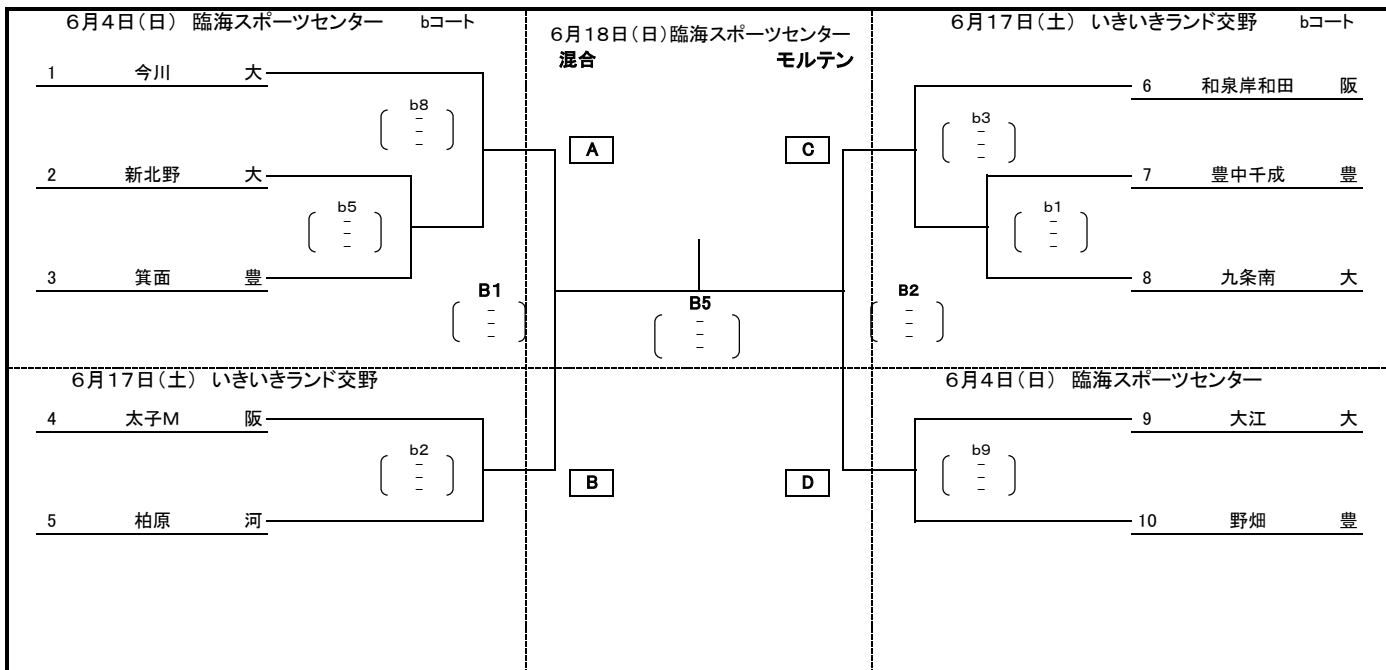 6月4日(日) 臨海スポーツセンター bコート
1 今川 大
b8
2 新北野 大
b5
3 箕面 豊
B1
6月17日(土) いきいきランド交野
4 太子M 阪
b2
5 柏原 河
6月18日(日)臨海スポーツセンター
混合 モルテン
A C
B5
B D
6月17日(土) いきいきランド交野 bコート
6 和泉岸和田 阪
b3
7 豊中千成 豊
b1
8 九条南 大
B2
6月4日(日) 臨海スポーツセンター
9 大江 大
b9
10 野畑 豊